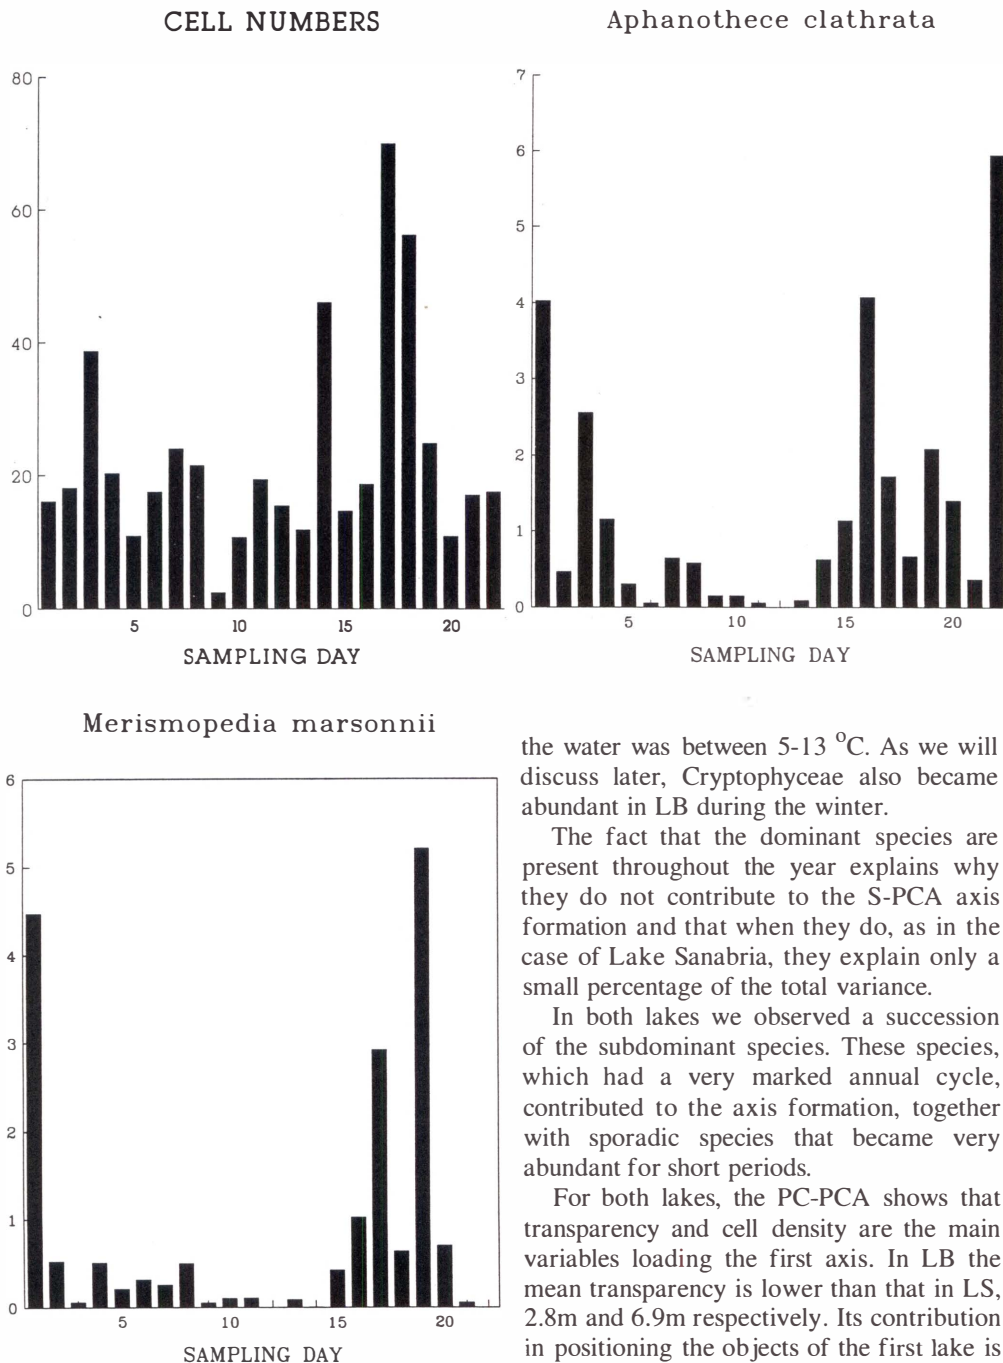 CELL NUMBERS
80
60
40
20
0
5 10 15 20
SAMPLING DAY
Aphanothece clathrata
7
6
5
4
3
2
1
0
5 10 15 20
SAMPLING DAY
Merismopedia marsonnii
6
5
4
3
2
1
0
5 10 15 20
SAMPLING DAY
the water was between 5-13 °C. As we will
discuss later, Cryptophyceae also became
abundant in LB during the winter.
The fact that the dominant species are
present throughout the year explains why
they do not contribute to the S-PCA axis
formation and that when they do, as in the
case of Lake Sanabria, they explain only a
small percentage of the total variance.
In both lakes we observed a succession
of the subdominant species. These species,
which had a very marked annual cycle,
contributed to the axis formation, together
with sporadic species that became very
abundant for short periods.
For both lakes, the PC-PCA shows that
transparency and cell density are the main
variables loading the first axis. In LB the
mean transparency is lower than that in LS,
2.8m and 6.9m respectively. Its contribution
in positioning the objects of the first lake is